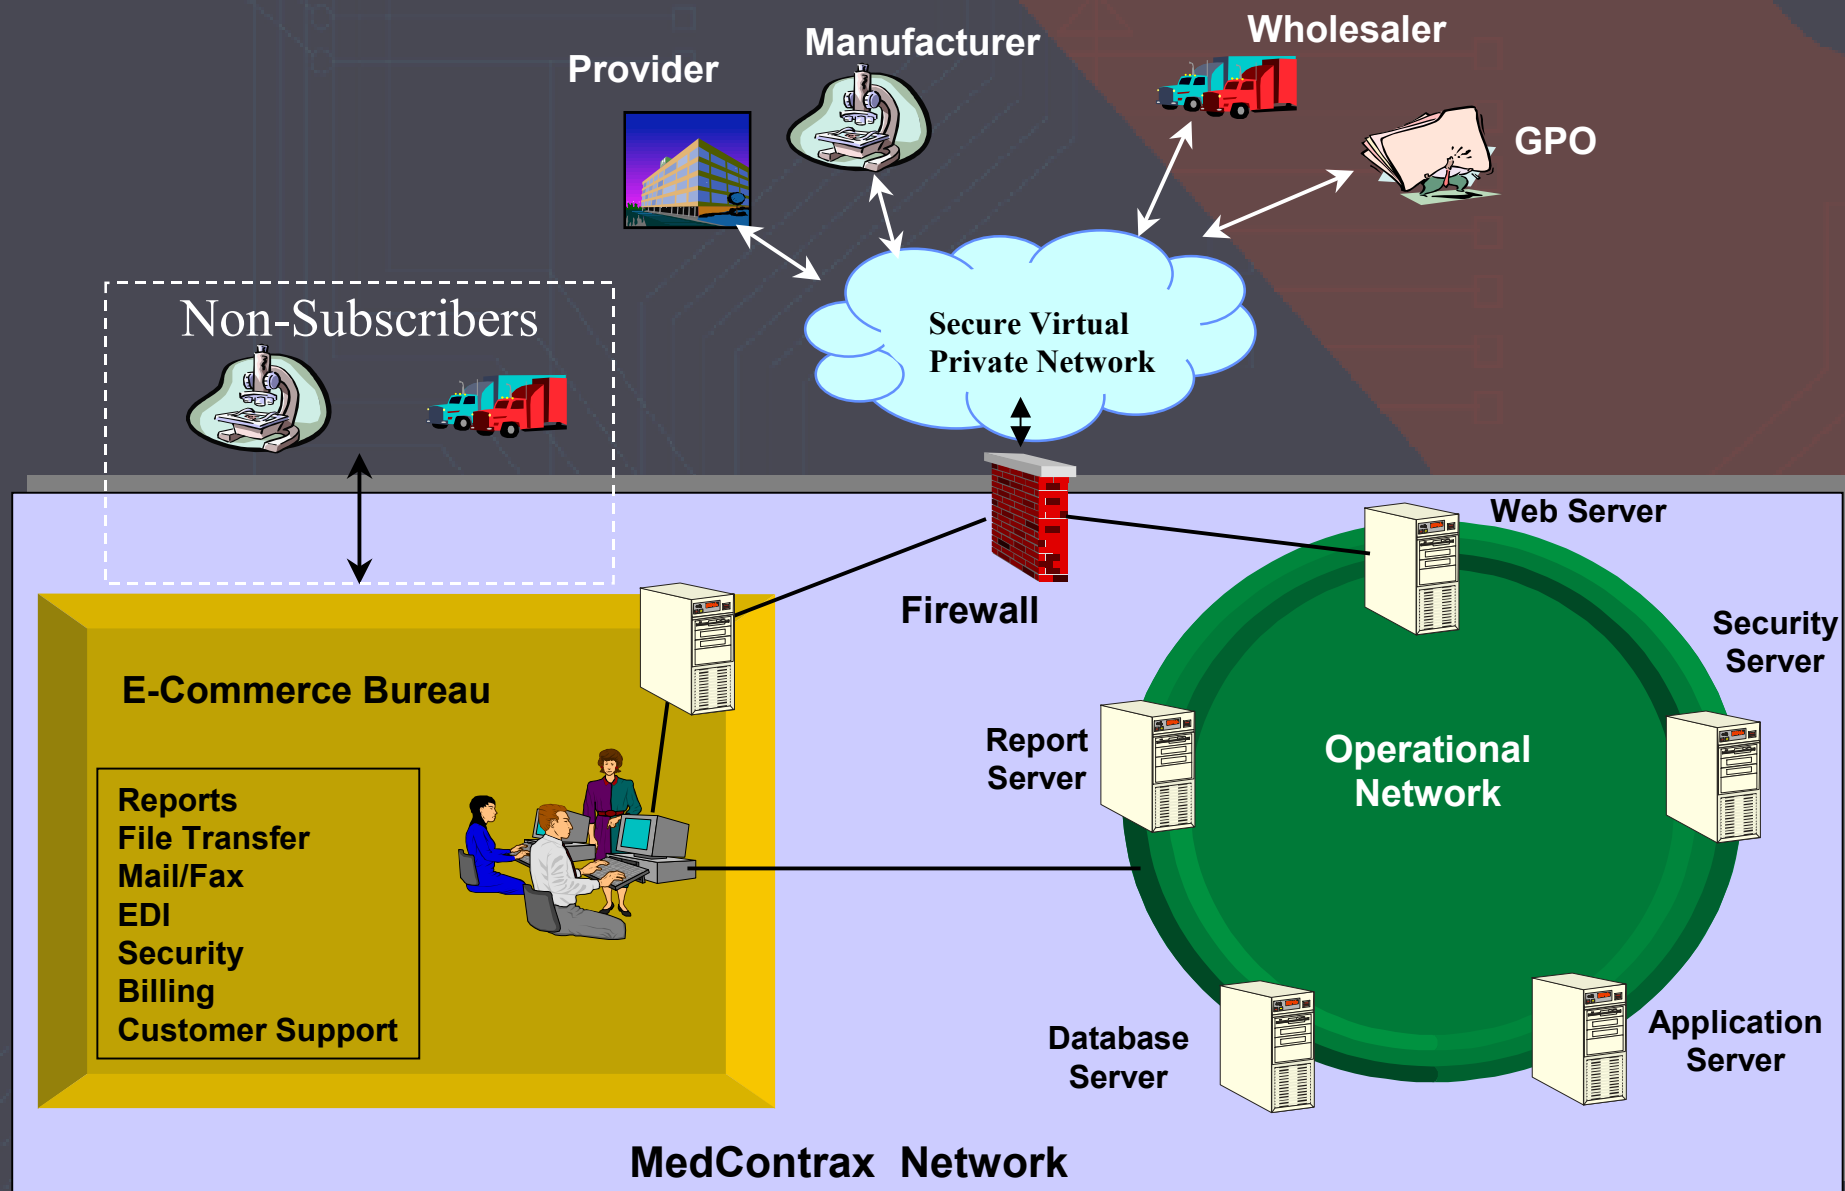 Provider
Manufacturer
Wholesaler
GPO
Non-Subscribers
Secure Virtual
Private Network
Firewall
Web Server
Security
Server
E-Commerce Bureau
Report
Server
Operational
Network
Reports
File Transfer
Mail/Fax
EDI
Security
Billing
Customer Support
Database
Server
Application
Server
MedContrax Network